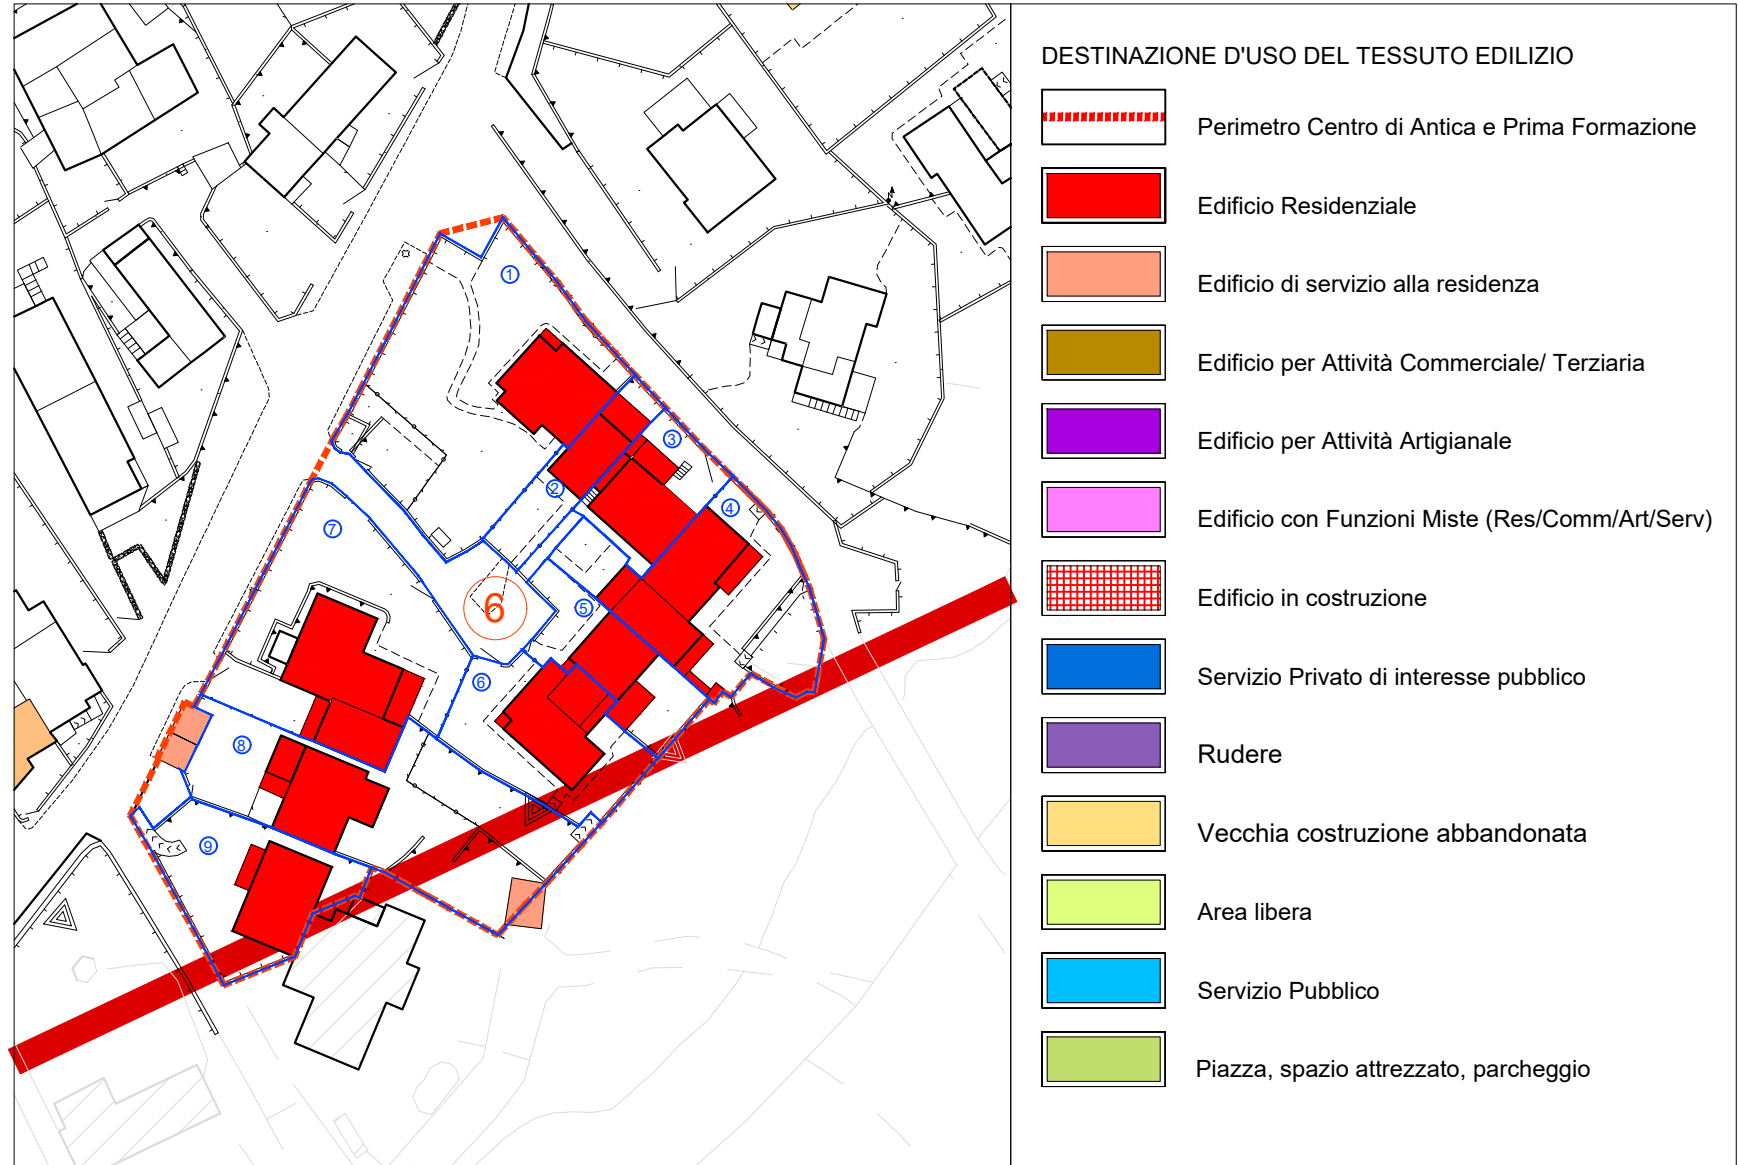 DESTINAZIONE D'USO DEL TESSUTO EDILIZIO
Perimetro Centro di Antica e Prima Formazione
Edificio Residenziale
Edificio di servizio alla residenza
Edificio per Attività Commerciale/ Terziaria
Edificio per Attività Artigianale
Edificio con Funzioni Miste (Res/Comm/Art/Serv)
Edificio in costruzione
Servizio Privato di interesse pubblico
Rudere
Vecchia costruzione abbandonata
Area libera
Servizio Pubblico
Piazza, spazio attrezzato, parcheggio
1
3
2
4
7
5
6
6
8
9